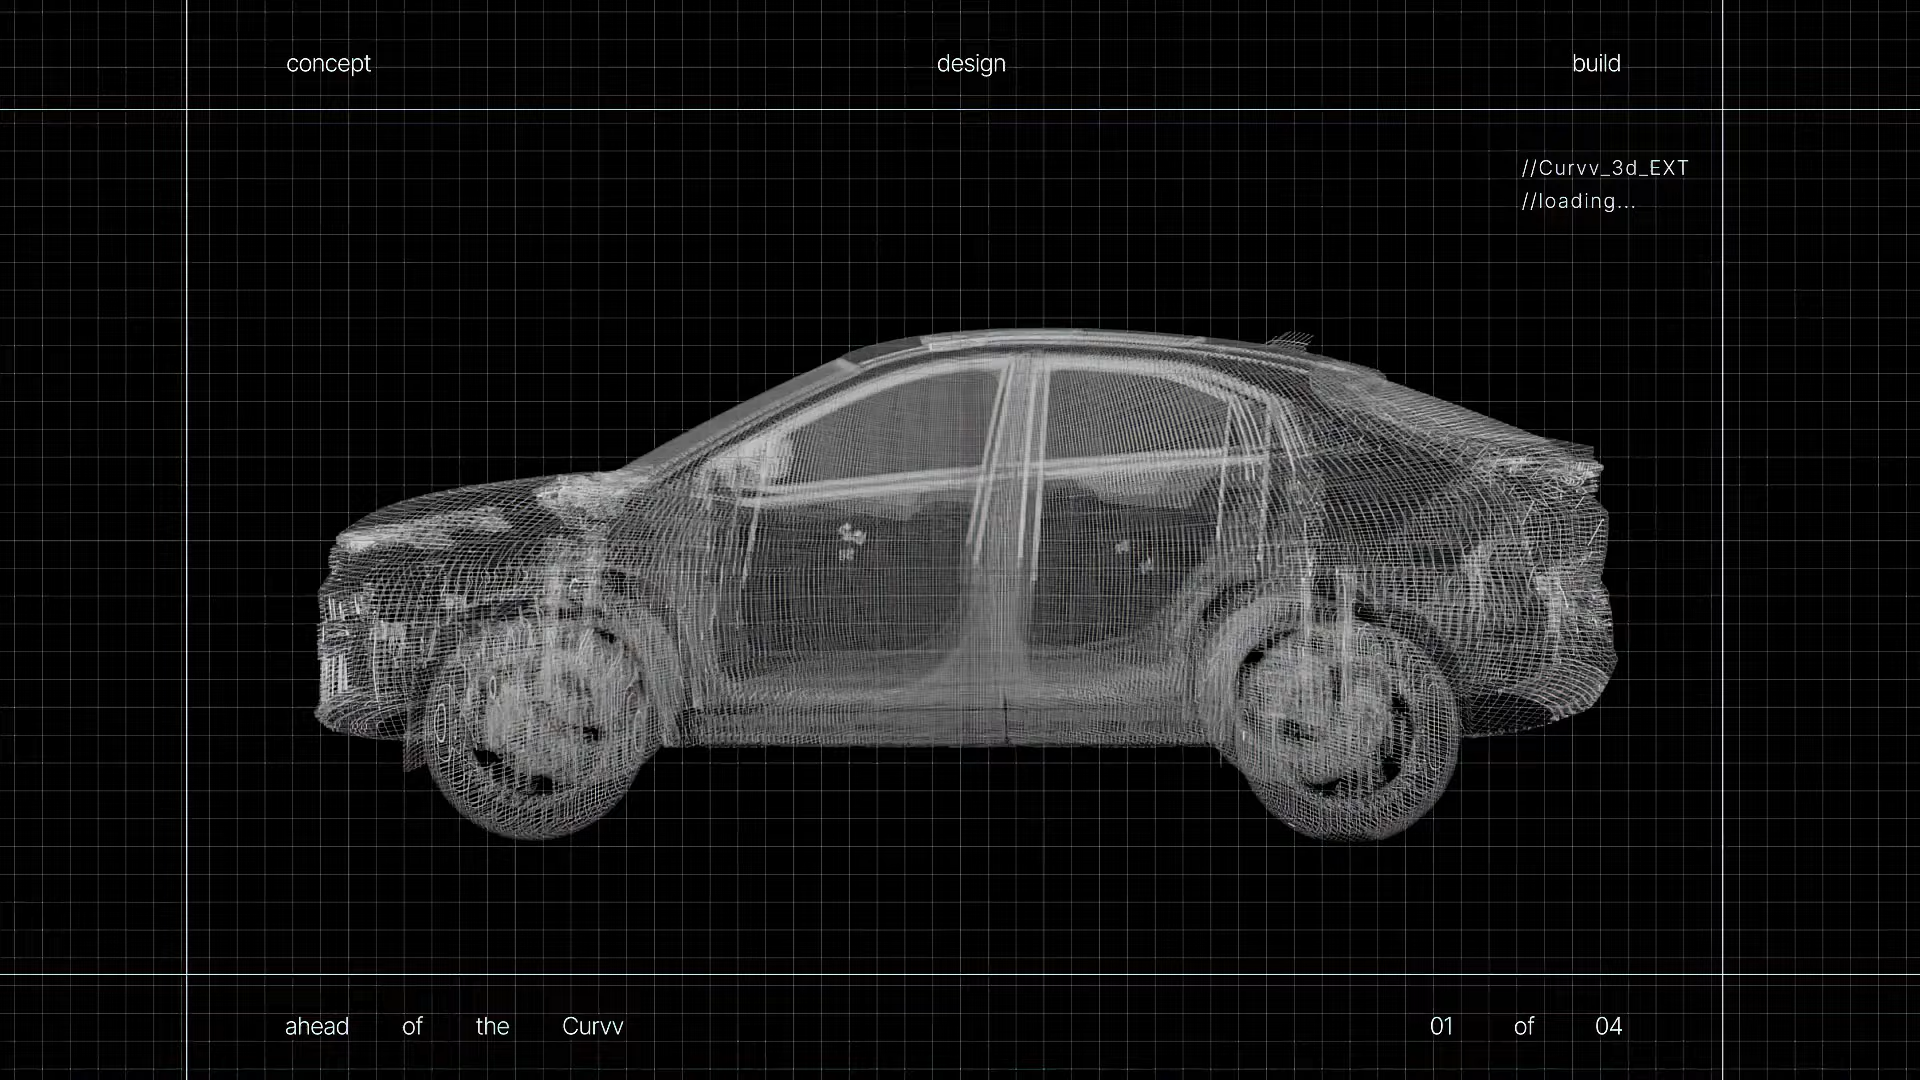 concept design build
//Curvv_3d_EXT
//loading...
ahead of the Curvv 01 of 04